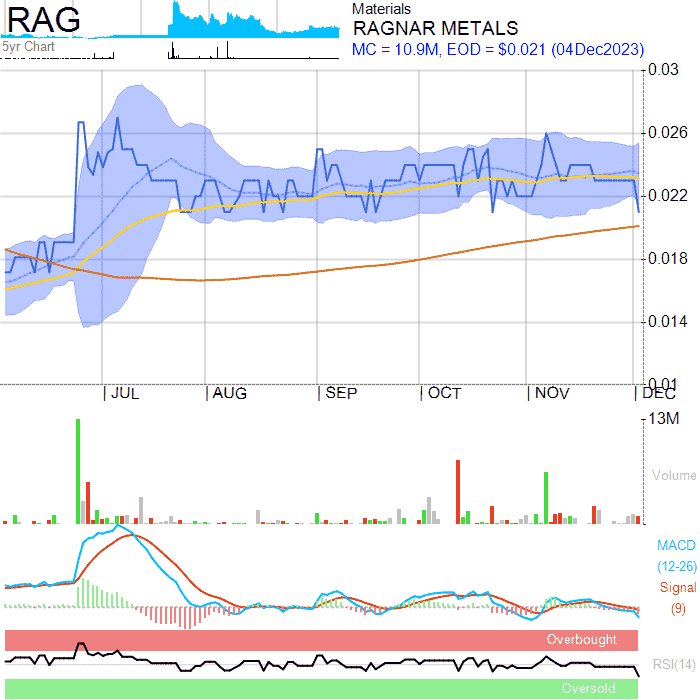 RAG
Materials
RAGNAR METALS
5yr Chart
MC = 10.9M, EOD = $0.021 (04Dec2023)
0.03
0.026
0.022
0.018
0.014
0.01
JUL AUG SEP OCT NOV DEC
13M
Volume
MACD
(12-26)
Signal
(9)
Overbought
RSI(14)
Oversold